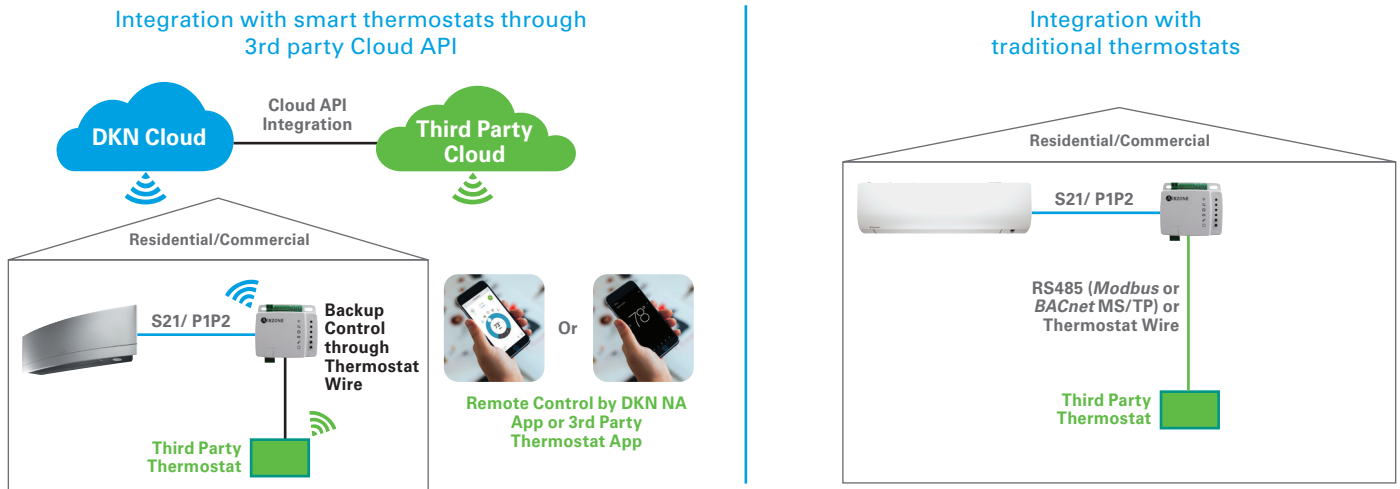 Integration with smart thermostats through
3rd party Cloud API
DKN Cloud
Cloud API
Integration
Third Party
Cloud
Residential/Commercial
S21/ P1P2
AIRZONE
Backup
Control
through
Thermostat
Wire
Third Party
Thermostat
Or
78°
Remote Control by DKN NA
App or 3rd Party
Thermostat App
Integration with
traditional thermostats
Residential/Commercial
S21/ P1P2
AIRZONE
RS485 (Modbus or
BACnet MS/TP) or
Thermostat Wire
Third Party
Thermostat